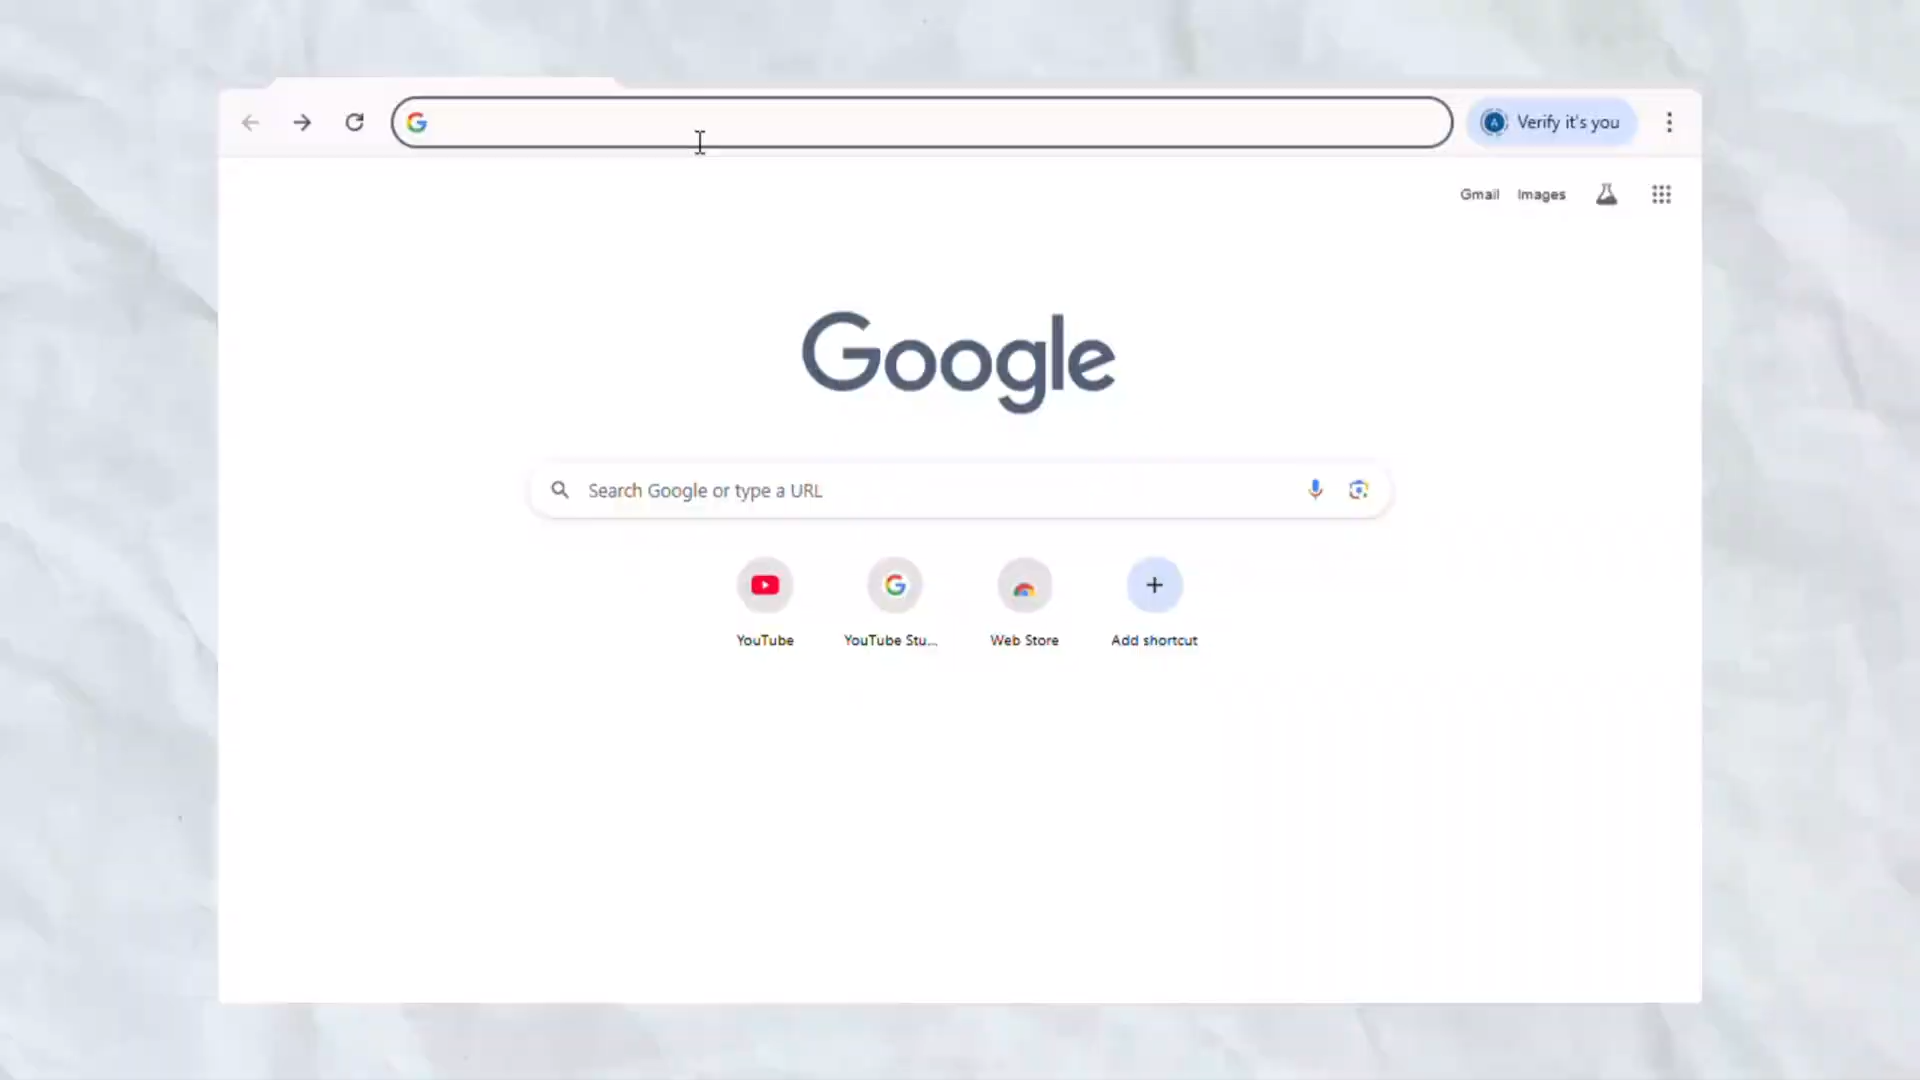 Verify it's you
Gmail Images
Google
Search Google or type a URL
YouTube YouTube Stu... Web Store Add shortcut